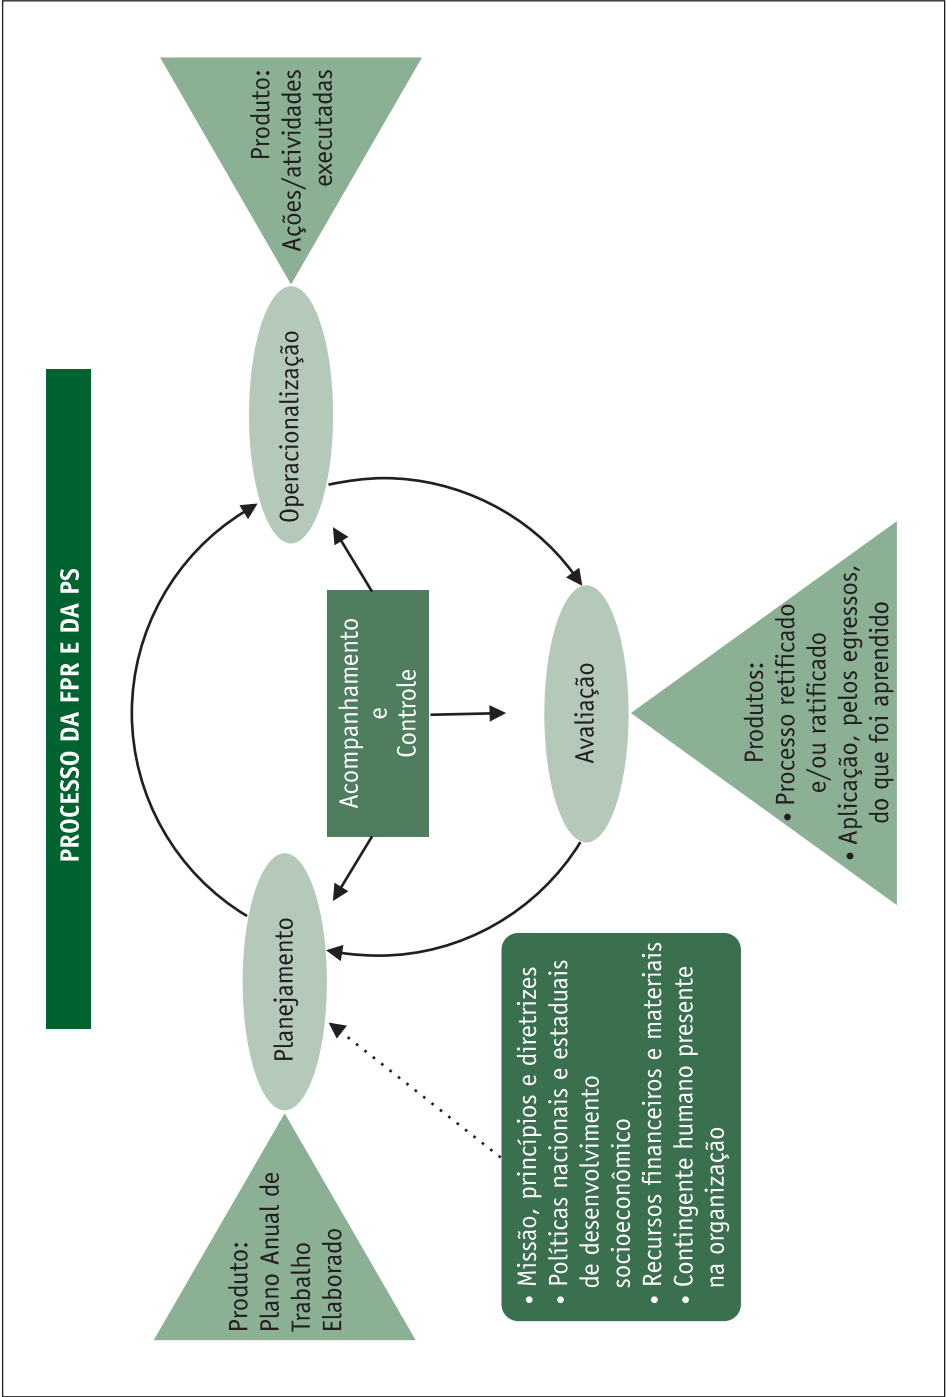 PROCESSO DA FPR E DA PS
Produto:
Plano Anual de
Trabalho
Elaborado
Planejamento
Operacionalização
Produto:
Ações/atividades
executadas
Acompanhamento
e
Controle
• Missão, princípios e diretrizes
• Políticas nacionais e estaduais
de desenvolvimento
socioeconômico
• Recursos financeiros e materiais
• Contingente humano presente
na organização
Avaliação
Produtos:
• Processo retificado
e/ou ratificado
• Aplicação, pelos egressos,
do que foi aprendido